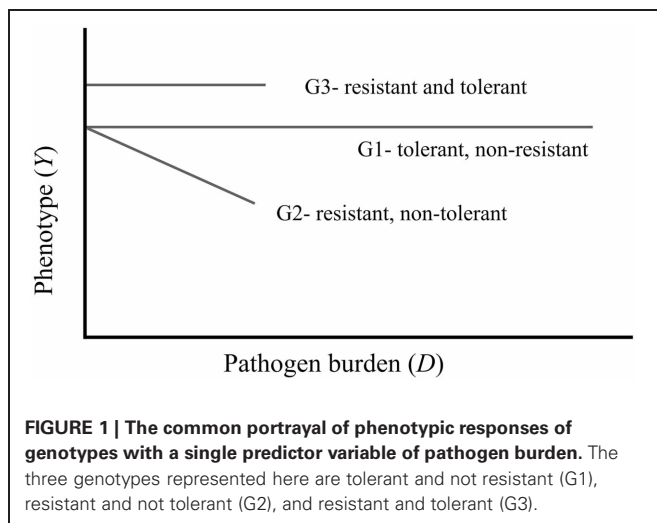 Phenotype (Y)
G3- resistant and tolerant
G1- tolerant, non-resistant
G2- resistant, non-tolerant
Pathogen burden (D)
FIGURE 1 | The common portrayal of phenotypic responses of
genotypes with a single predictor variable of pathogen burden. The
three genotypes represented here are tolerant and not resistant (G1),
resistant and not tolerant (G2), and resistant and tolerant (G3).